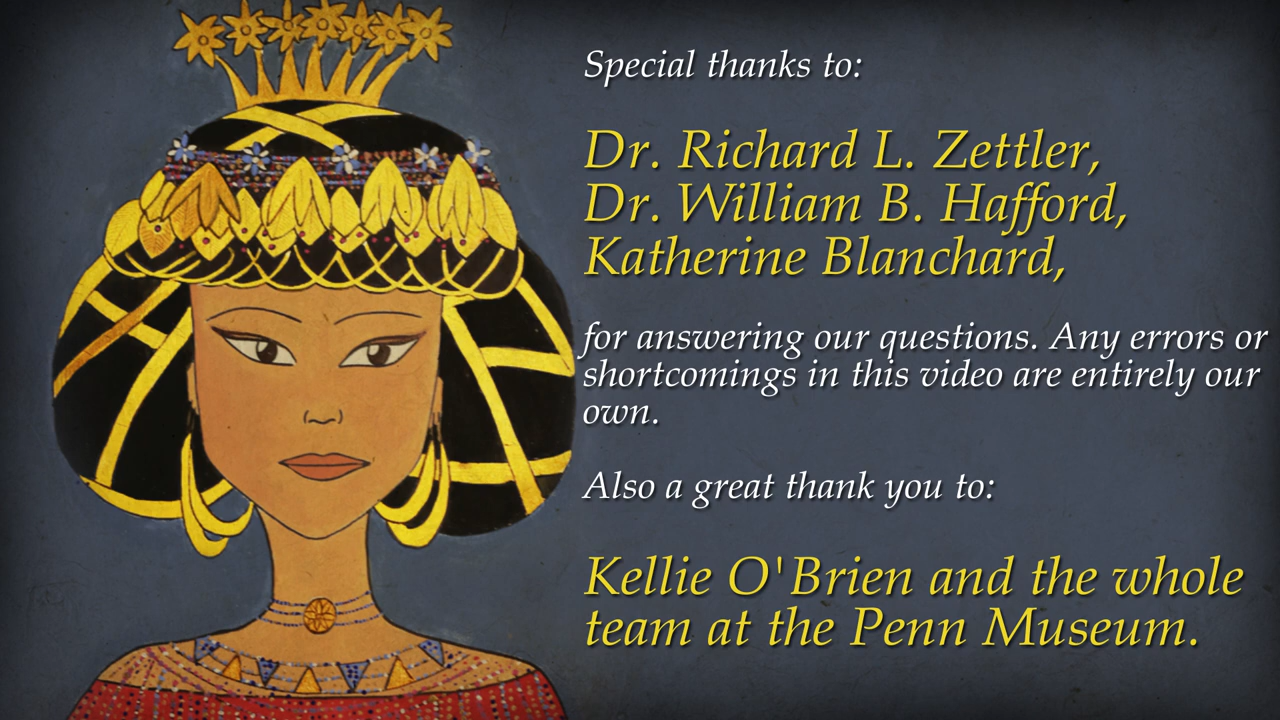 Special thanks to:
Dr. Richard L. Zettler,
Dr. William B. Hafford,
Katherine Blanchard,
for answering our questions. Any errors or
shortcomings in this video are entirely our
own.
Also a great thank you to:
Kellie O'Brien and the whole
team at the Penn Museum.